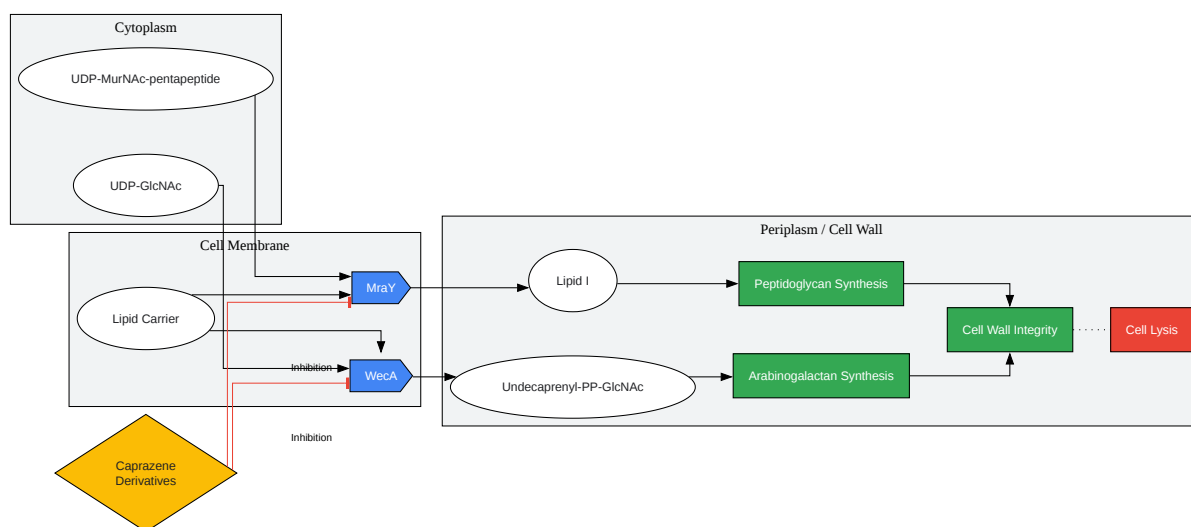 Cytoplasm
UDP-MurNAc-pentapeptide
UDP-GlcNAc
Cell Membrane
MraY
Lipid Carrier
Inhibition
WecA
Inhibition
Caprazene
Derivatives
Periplasm / Cell Wall
Lipid I
Peptidoglycan Synthesis
Cell Wall Integrity
Cell Lysis
Undecaprenyl-PP-GlcNAc
Arabinogalactan Synthesis